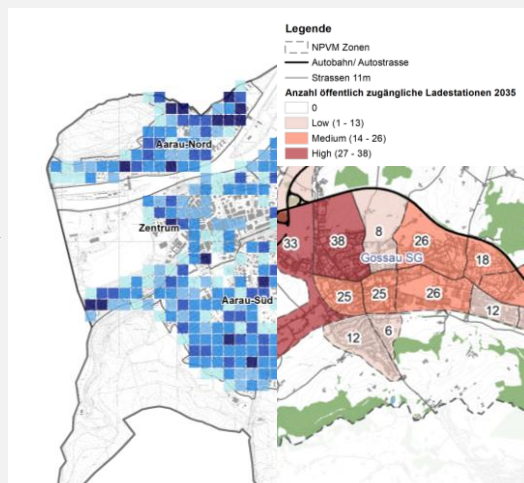 Aarau-Nord
Zentrum
Aarau-Süd
Legende
NPVM Zonen
Autobahn/ Autostrasse
Strassen 11m
Anzahl öffentlich zugängliche Ladestationen 2035
0
Low (1 - 13)
Medium (14 - 26)
High (27 - 38)
33
38
8
26
18
Gossau SG
25
25
26
12
12
6